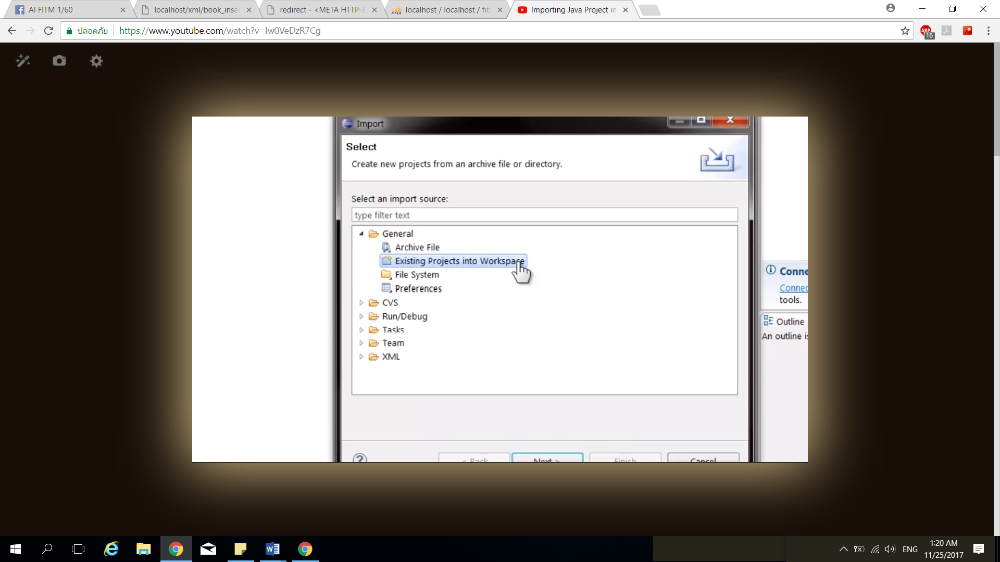 AI FITM 1/60
localhost/xml/book_inse
redirect - <META HTTP-E
localhost / localhost / fit
Importing Java Project in
ปลอดภัย
https://www.youtube.com/watch?v=Iw0VeDzR7Cg
ABP
16
Import
Select
Create new projects from an archive file or directory.
Select an import source:
type filter text
General
Archive File
Existing Projects into Workspace
File System
Preferences
CVS
Run/Debug
Tasks
Team
XML
Conne
Connec
tools.
Outline
An outline i
< Back
Next >
Finish
Cancel
ENG
1:20 AM
11/25/2017